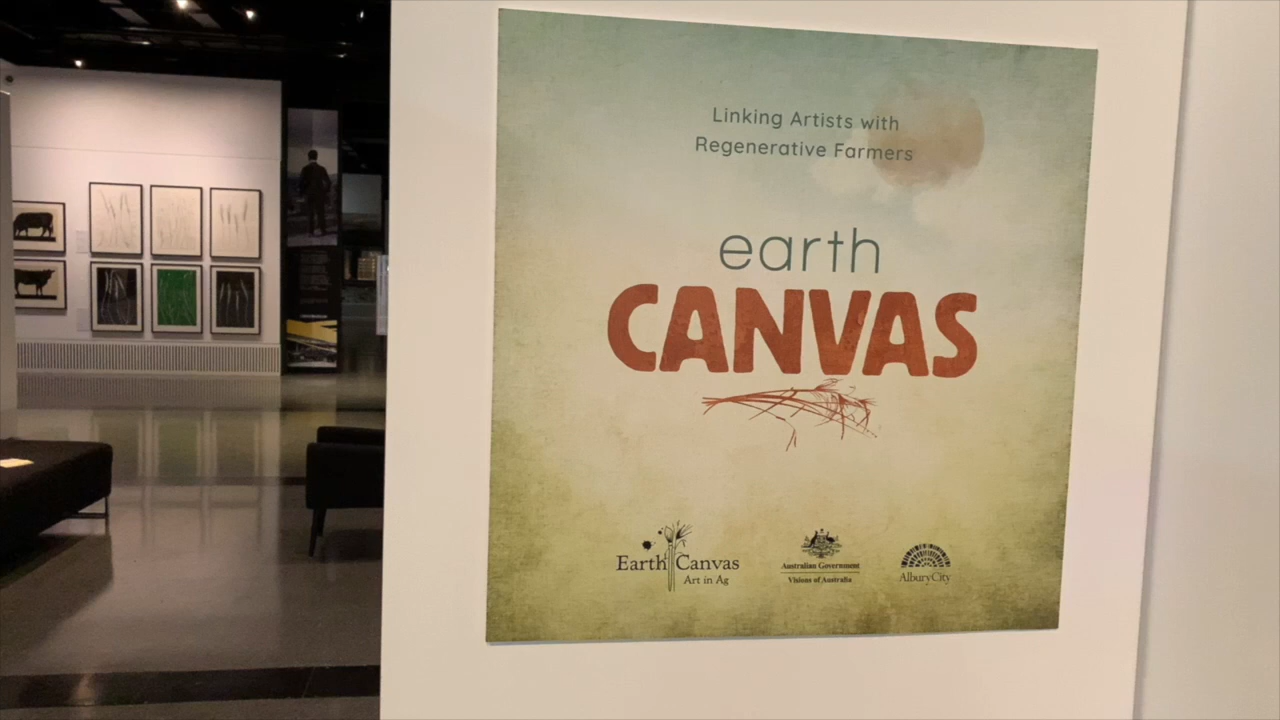 Linking Artists with
Regenerative Farmers
earth
CANVAS
Earth Canvas
Art in Ag
Australian Government
Visions of Australia
AlburyCity